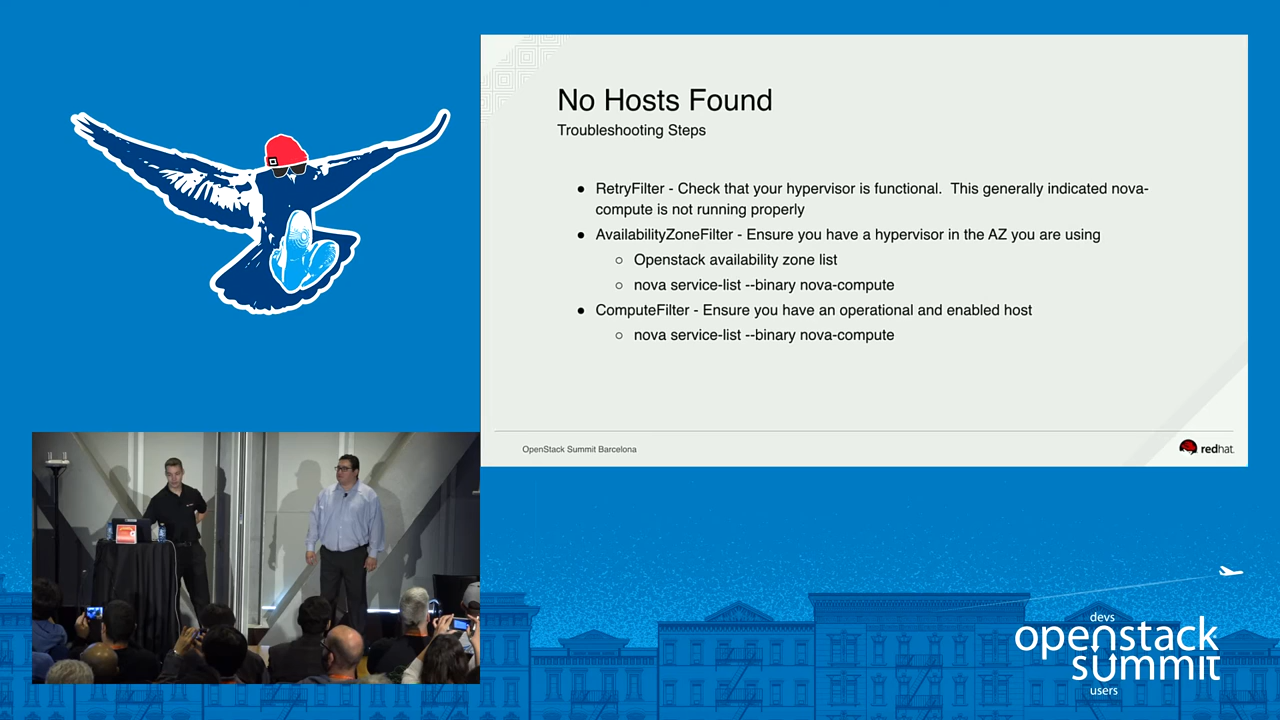 No Hosts Found
Troubleshooting Steps
● RetryFilter - Check that your hypervisor is functional.  This generally indicated nova-
compute is not running properly
● AvailabilityZoneFilter - Ensure you have a hypervisor in the AZ you are using
○ Openstack availability zone list
○ nova service-list --binary nova-compute
● ComputeFilter - Ensure you have an operational and enabled host
○ nova service-list --binary nova-compute
OpenStack Summit Barcelona
redhat.
devs
openstack
summit
users